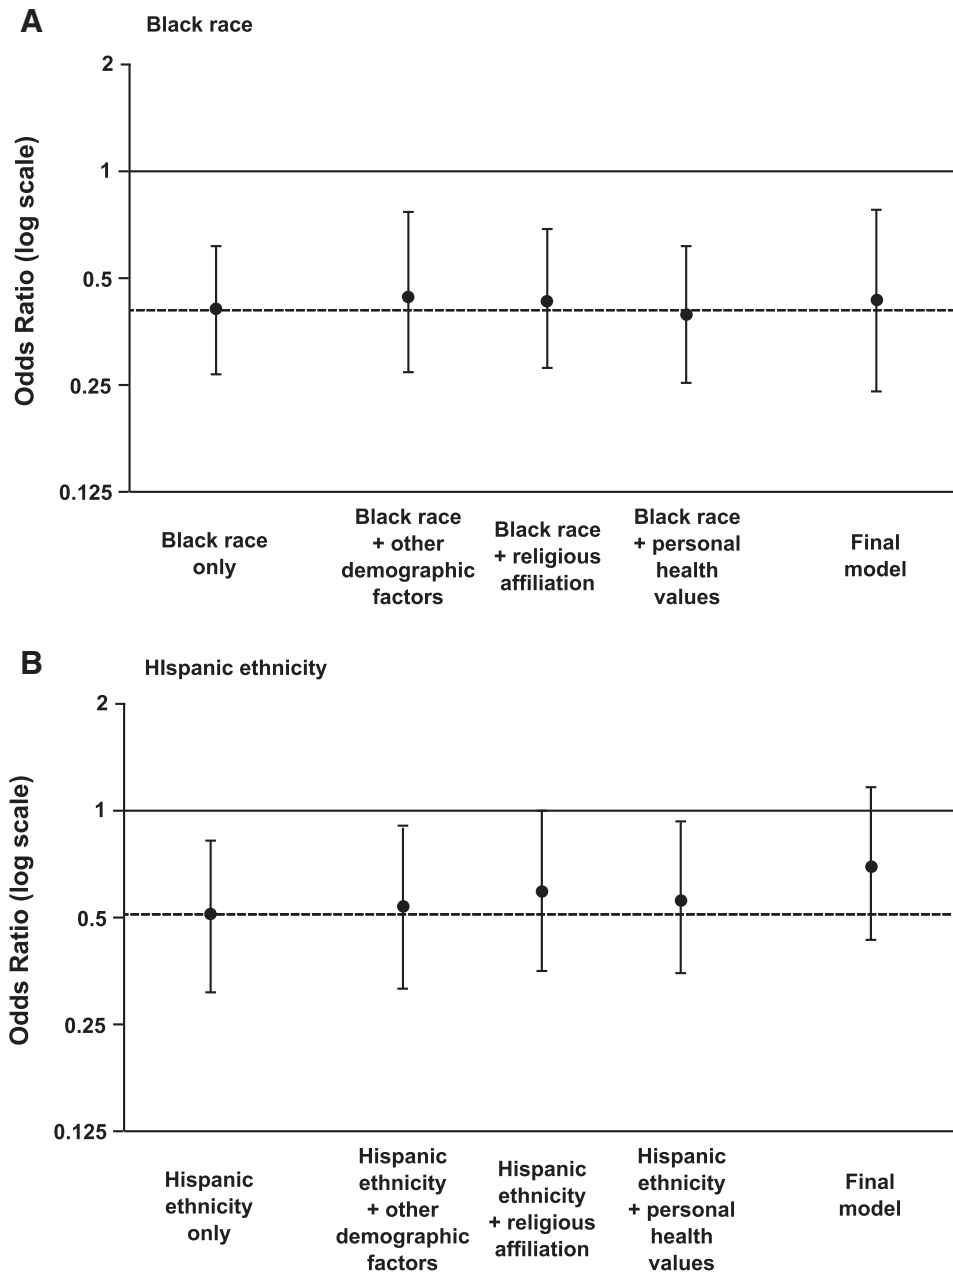 A
Black race
Odds Ratio (log scale)
2
1
0.5
0.25
0.125
Black race
only
Black race
+ other
demographic
factors
Black race
+ religious
affiliation
Black race
+ personal
health
values
Final
model
B
HIspanic ethnicity
Odds Ratio (log scale)
2
1
0.5
0.25
0.125
Hispanic
ethnicity
only
Hispanic
ethnicity
+ other
demographic
factors
Hispanic
ethnicity
+ religious
affiliation
Hispanic
ethnicity
+ personal
health
values
Final
model